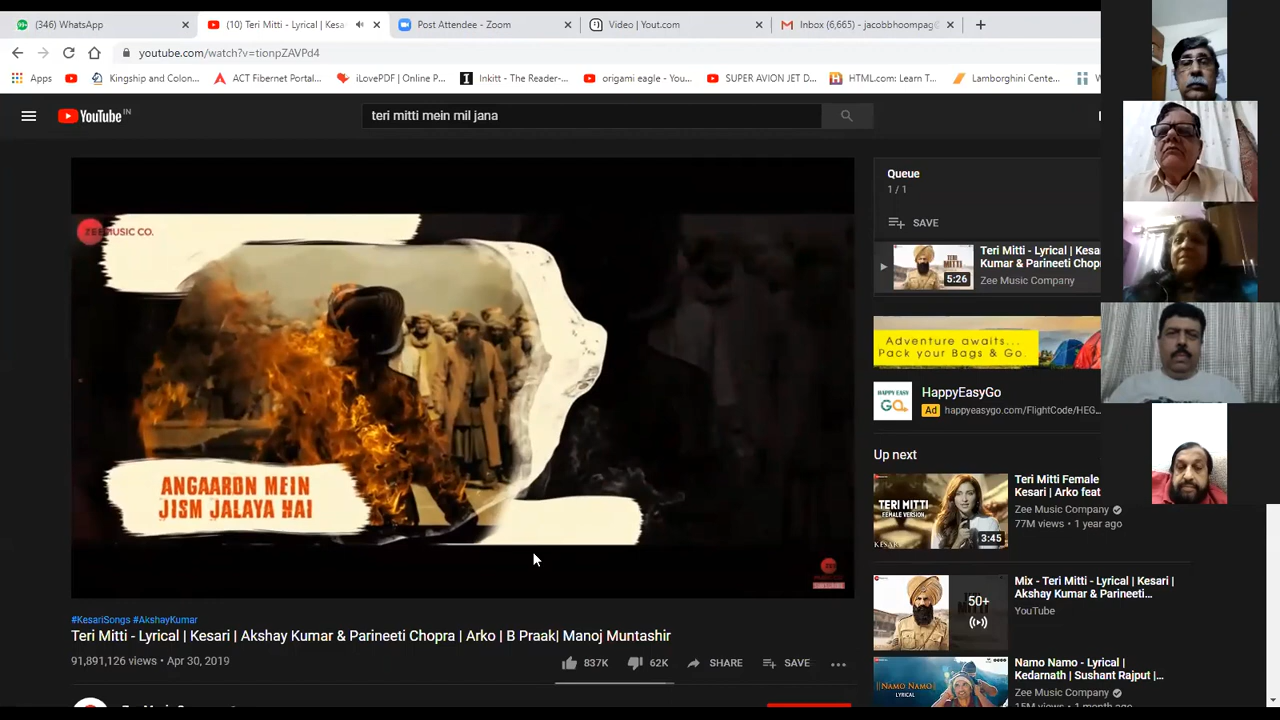 (346) WhatsApp
(10) Teri Mitti - Lyrical | Kesa
Post Attendee - Zoom
Video | Yout.com
Inbox (6,665) - jacobbhoompag
youtube.com/watch?v=tionpZAVPd4
Apps
Kingship and Colon...
ACT Fibernet Portal...
iLovePDF | Online P...
Inkitt - The Reader-...
origami eagle - You...
SUPER AVION JET D...
HTML.com: Learn T...
Lamborghini Cente...
YouTube IN
teri mitti mein mil jana
ZEE MUSIC CO.
ANGAARON MEIN
JISM JALAYA HAI
Queue
1 / 1
SAVE
Teri Mitti - Lyrical | Kesa
Kumar & Parineeti Chop
Zee Music Company
5:26
Adventure awaits...
Pack your Bags & Go.
HappyEasyGo
Ad happyeasygo.com/FlightCode/HEG...
Up next
Teri Mitti Female
Kesari | Arko feat
Zee Music Company
77M views • 1 year ago
TERI MITTI
FEMALE VERSION
KESARI
3:45
Mix - Teri Mitti - Lyrical | Kesari |
Akshay Kumar & Parineeti...
YouTube
50+
Namo Namo - Lyrical |
Kedarnath | Sushant Rajput |...
Zee Music Company
15M views • 1 month ago
NAMO NAMO
LYRICAL
#KesariSongs #AkshayKumar
Teri Mitti - Lyrical | Kesari | Akshay Kumar & Parineeti Chopra | Arko | B Praak| Manoj Muntashir
91,891,126 views • Apr 30, 2019
837K
62K
SHARE
SAVE